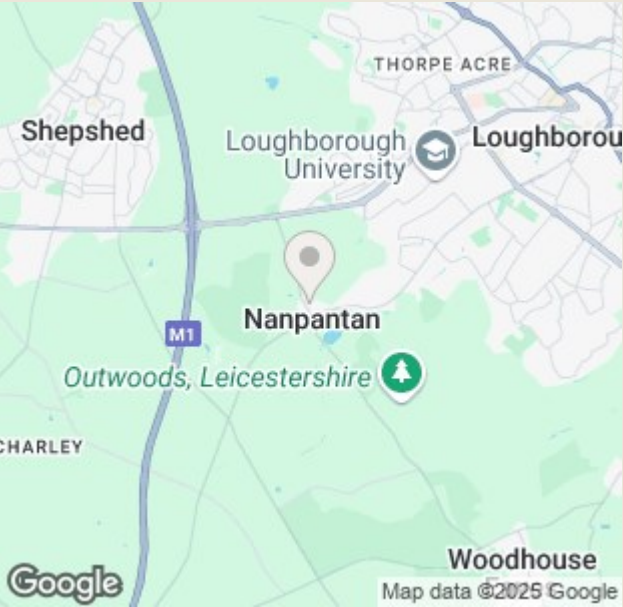 THORPE ACRE
Shepshed
Loughborough
University
Loughborou
Nanpantan
M1
Outwoods, Leicestershire
CHARLEY
Woodhouse
Google
Map data ©2025 Google